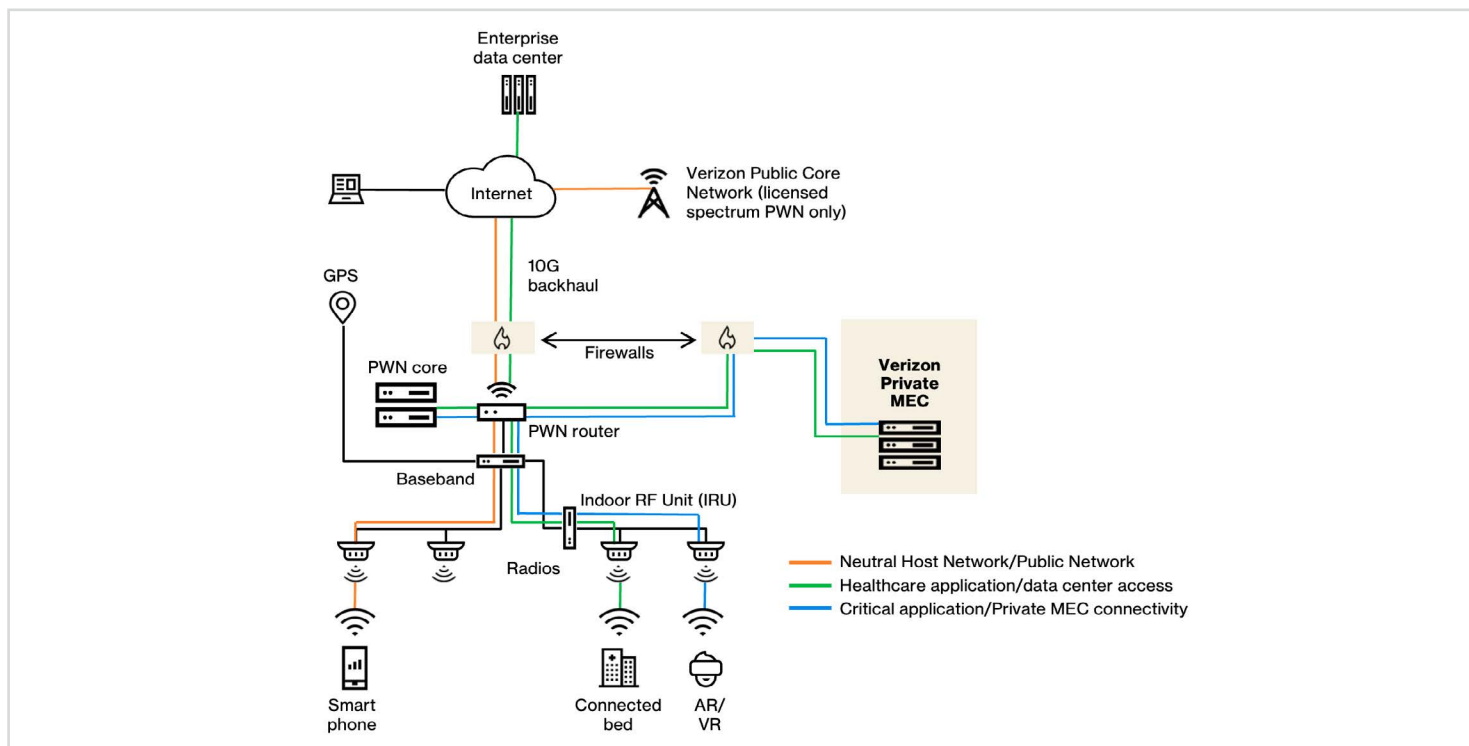 Enterprise
data center
Internet
Verizon Public Core
Network (licensed
spectrum PWN only)
10G
backhaul
GPS
Firewalls
PWN core
PWN router
Verizon
Private
MEC
Baseband
Indoor RF Unit (IRU)
Radios
Neutral Host Network/Public Network
Healthcare application/data center access
Critical application/Private MEC connectivity
Smart
phone
Connected
bed
AR/
VR